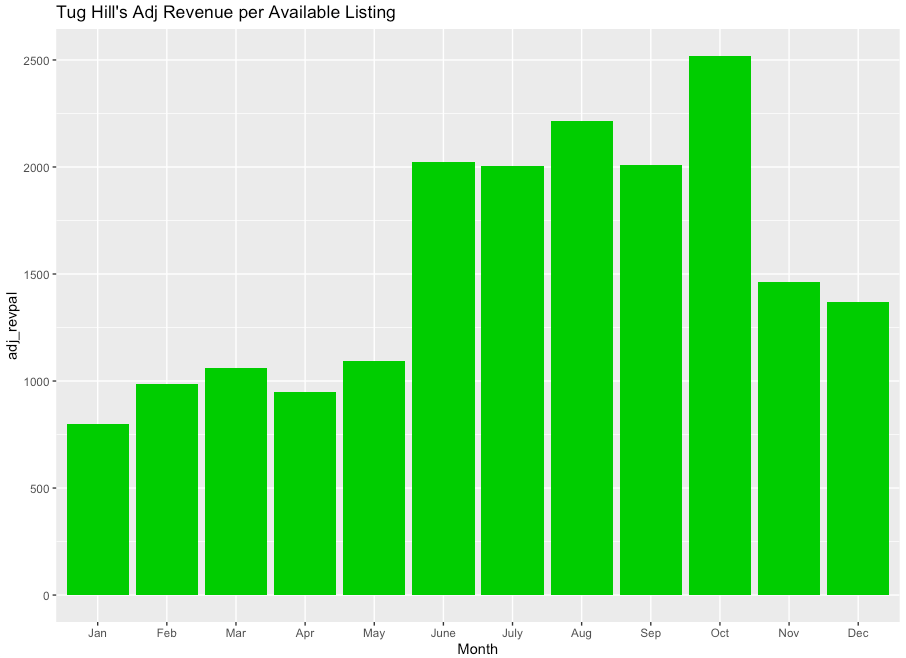 Tug Hill's Adj Revenue per Available Listing
adj_revpal
2500
2000
1500
1000
500
0
Jan Feb Mar Apr May June July Aug Sep Oct Nov Dec
Month